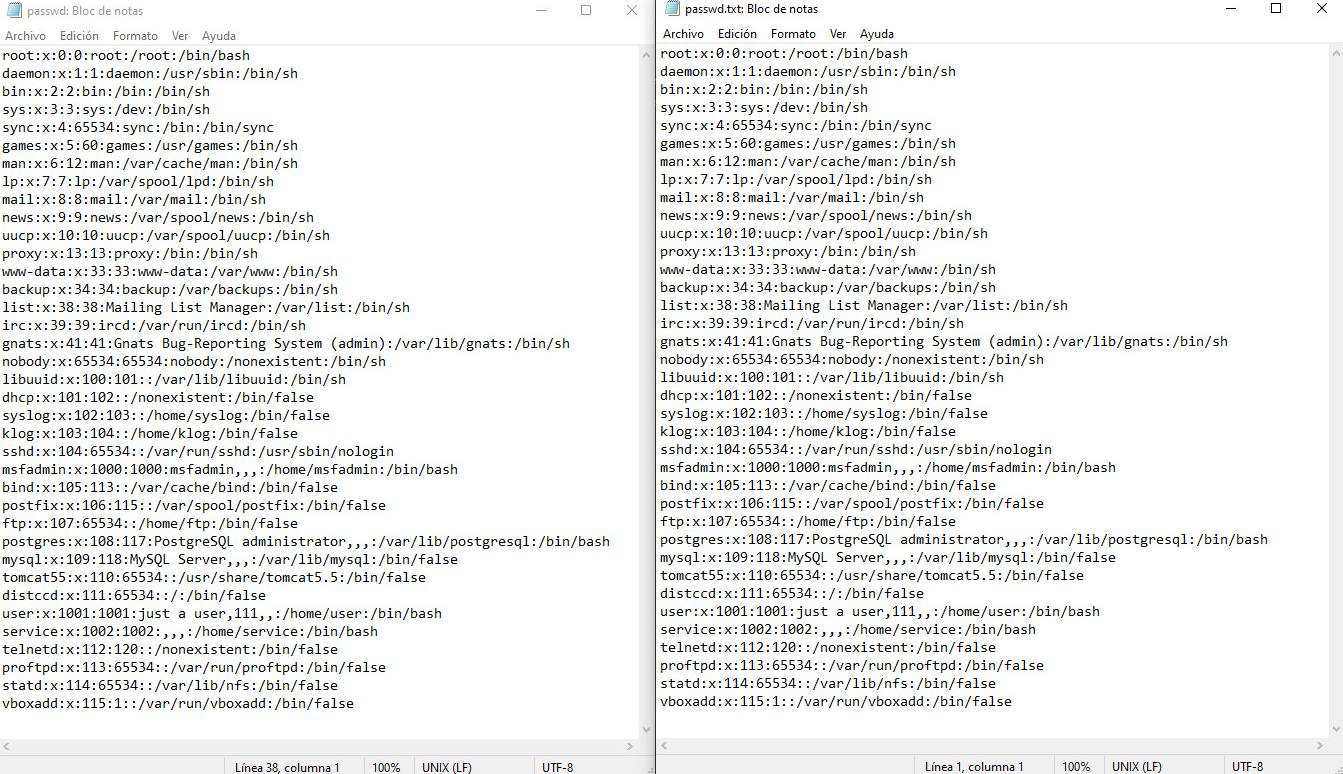 passwd: Bloc de notas
Archivo Edición Formato Ver Ayuda
root:x:0:0:root:/root:/bin/bash
daemon:x:1:1:daemon:/usr/sbin:/bin/sh
bin:x:2:2:bin:/bin:/bin/sh
sys:x:3:3:sys:/dev:/bin/sh
sync:x:4:65534:sync:/bin:/bin/sync
games:x:5:60:games:/usr/games:/bin/sh
man:x:6:12:man:/var/cache/man:/bin/sh
lp:x:7:7:lp:/var/spool/lpd:/bin/sh
mail:x:8:8:mail:/var/mail:/bin/sh
news:x:9:9:news:/var/spool/news:/bin/sh
uucp:x:10:10:uucp:/var/spool/uucp:/bin/sh
proxy:x:13:13:proxy:/bin:/bin/sh
www-data:x:33:33:www-data:/var/www:/bin/sh
backup:x:34:34:backup:/var/backups:/bin/sh
list:x:38:38:Mailing List Manager:/var/list:/bin/sh
irc:x:39:39:ircd:/var/run/ircd:/bin/sh
gnats:x:41:41:Gnats Bug-Reporting System (admin):/var/lib/gnats:/bin/sh
nobody:x:65534:65534:nobody:/nonexistent:/bin/sh
libuuid:x:100:101::/var/lib/libuuid:/bin/sh
dhcp:x:101:102::/nonexistent:/bin/false
syslog:x:102:103::/home/syslog:/bin/false
klog:x:103:104::/home/klog:/bin/false
sshd:x:104:65534::/var/run/sshd:/usr/sbin/nologin
msfadmin:x:1000:1000:msfadmin,,,:/home/msfadmin:/bin/bash
bind:x:105:113::/var/cache/bind:/bin/false
postfix:x:106:115::/var/spool/postfix:/bin/false
ftp:x:107:65534::/home/ftp:/bin/false
postgres:x:108:117:PostgreSQL administrator,,,:/var/lib/postgresql:/bin/bash
mysql:x:109:118:MySQL Server,,,:/var/lib/mysql:/bin/false
tomcat55:x:110:65534::/usr/share/tomcat5.5:/bin/false
distccd:x:111:65534::/:/bin/false
user:x:1001:1001:just a user,111,,:/home/user:/bin/bash
service:x:1002:1002:,,,:/home/service:/bin/bash
telnetd:x:112:120::/nonexistent:/bin/false
proftpd:x:113:65534::/var/run/proftpd:/bin/false
statd:x:114:65534::/var/lib/nfs:/bin/false
vboxadd:x:115:1::/var/run/vboxadd:/bin/false
Línea 38, columna 1 100% UNIX (LF) UTF-8
passwd.txt: Bloc de notas
Archivo Edición Formato Ver Ayuda
root:x:0:0:root:/root:/bin/bash
daemon:x:1:1:daemon:/usr/sbin:/bin/sh
bin:x:2:2:bin:/bin:/bin/sh
sys:x:3:3:sys:/dev:/bin/sh
sync:x:4:65534:sync:/bin:/bin/sync
games:x:5:60:games:/usr/games:/bin/sh
man:x:6:12:man:/var/cache/man:/bin/sh
lp:x:7:7:lp:/var/spool/lpd:/bin/sh
mail:x:8:8:mail:/var/mail:/bin/sh
news:x:9:9:news:/var/spool/news:/bin/sh
uucp:x:10:10:uucp:/var/spool/uucp:/bin/sh
proxy:x:13:13:proxy:/bin:/bin/sh
www-data:x:33:33:www-data:/var/www:/bin/sh
backup:x:34:34:backup:/var/backups:/bin/sh
list:x:38:38:Mailing List Manager:/var/list:/bin/sh
irc:x:39:39:ircd:/var/run/ircd:/bin/sh
gnats:x:41:41:Gnats Bug-Reporting System (admin):/var/lib/gnats:/bin/sh
nobody:x:65534:65534:nobody:/nonexistent:/bin/sh
libuuid:x:100:101::/var/lib/libuuid:/bin/sh
dhcp:x:101:102::/nonexistent:/bin/false
syslog:x:102:103::/home/syslog:/bin/false
klog:x:103:104::/home/klog:/bin/false
sshd:x:104:65534::/var/run/sshd:/usr/sbin/nologin
msfadmin:x:1000:1000:msfadmin,,,:/home/msfadmin:/bin/bash
bind:x:105:113::/var/cache/bind:/bin/false
postfix:x:106:115::/var/spool/postfix:/bin/false
ftp:x:107:65534::/home/ftp:/bin/false
postgres:x:108:117:PostgreSQL administrator,,,:/var/lib/postgresql:/bin/bash
mysql:x:109:118:MySQL Server,,,:/var/lib/mysql:/bin/false
tomcat55:x:110:65534::/usr/share/tomcat5.5:/bin/false
distccd:x:111:65534::/:/bin/false
user:x:1001:1001:just a user,111,,:/home/user:/bin/bash
service:x:1002:1002:,,,:/home/service:/bin/bash
telnetd:x:112:120::/nonexistent:/bin/false
proftpd:x:113:65534::/var/run/proftpd:/bin/false
statd:x:114:65534::/var/lib/nfs:/bin/false
vboxadd:x:115:1::/var/run/vboxadd:/bin/false
Línea 1, columna 1 100% UNIX (LF) UTF-8